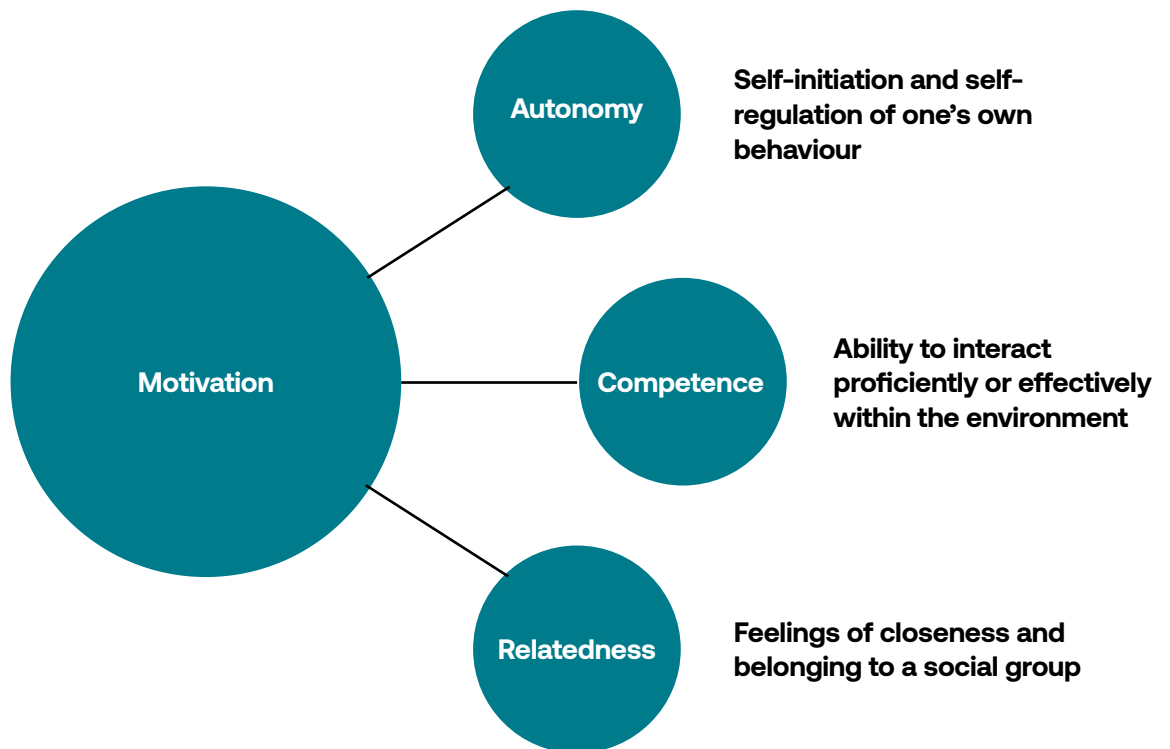 Autonomy
Self-initiation and self-
regulation of one's own
behaviour
Motivation
Competence
Ability to interact
proficiently or effectively
within the environment
Relatedness
Feelings of closeness and
belonging to a social group